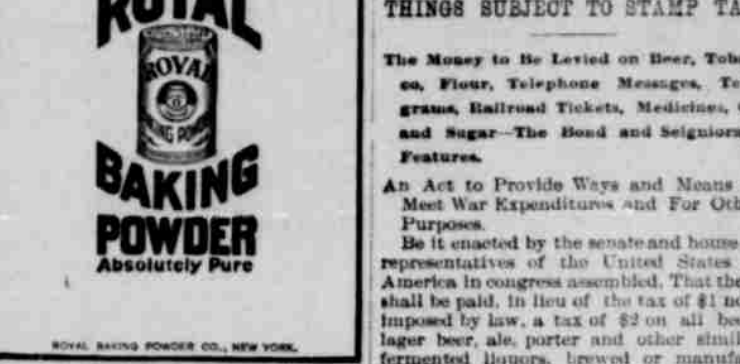 ROYAL
ROYAL
BAKING
POWDER
Absolutely Pure
ROYAL BAKING POWDER CO., NEW YORK.
THINGS SUBJECT TO STAMP TA
The Money to Be Levied on Beer, Toba
co, Flour, Telephone Messages, Te
grams, Railroad Tickets, Medicines,
and Sugar—The Bond and Seigniora
Features.
An Act to Provide Ways and Means
Meet War Expenditures and For Oth
Purposes.
Be it enacted by the senate and house
representatives of the United States
America in congress assembled, That the
shall be paid, in lieu of the tax of $1 no
imposed by law, a tax of $2 on all bee
lager beer, ale, porter and other simil
fermented liquors, brewed or manufa